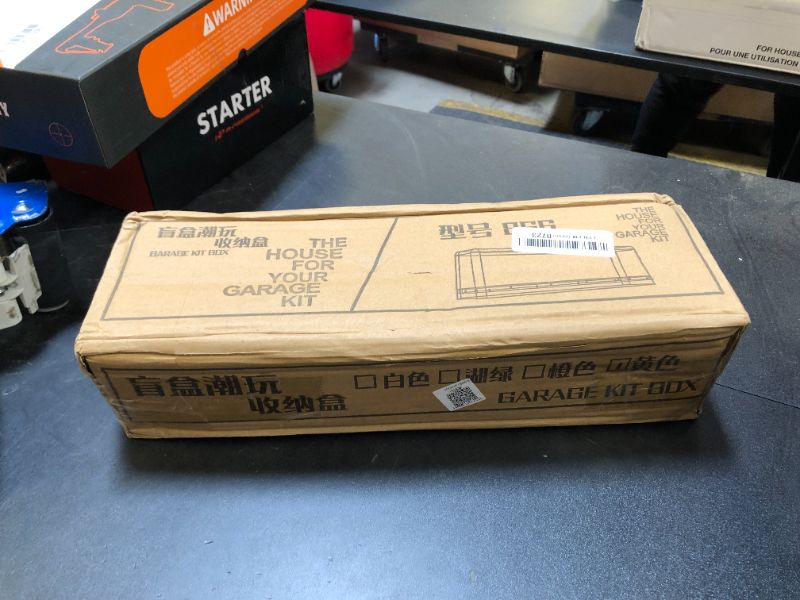 WARNIN
STARTER
FOR HOUSE
POUR UNE UTILISATION
盲盒潮玩
收纳盒
GARAGE KIT BOX
THE
HOUSE
FOR
YOUR
GARAGE
KIT
型号
THE
HOUSE
FOR
YOUR
GARAGE
KIT
盲盒潮玩
收纳盒
□白色 □湖绿 □橙色 ☑黄色
GARAGE KIT BOX